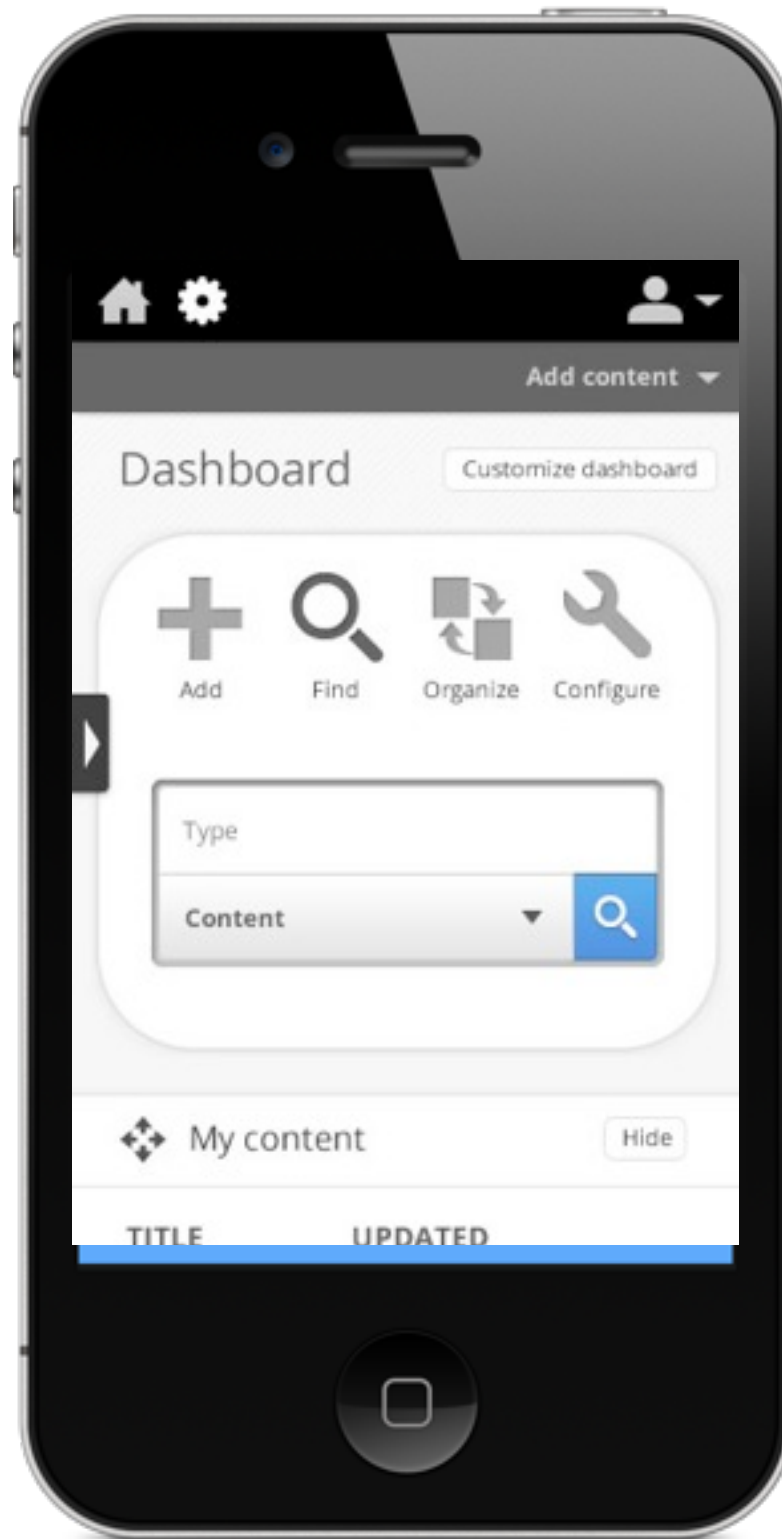 Add content
Dashboard
Customize dashboard
Add Find Organize Configure
Type
Content
My content
Hide
TITLE UPDATED